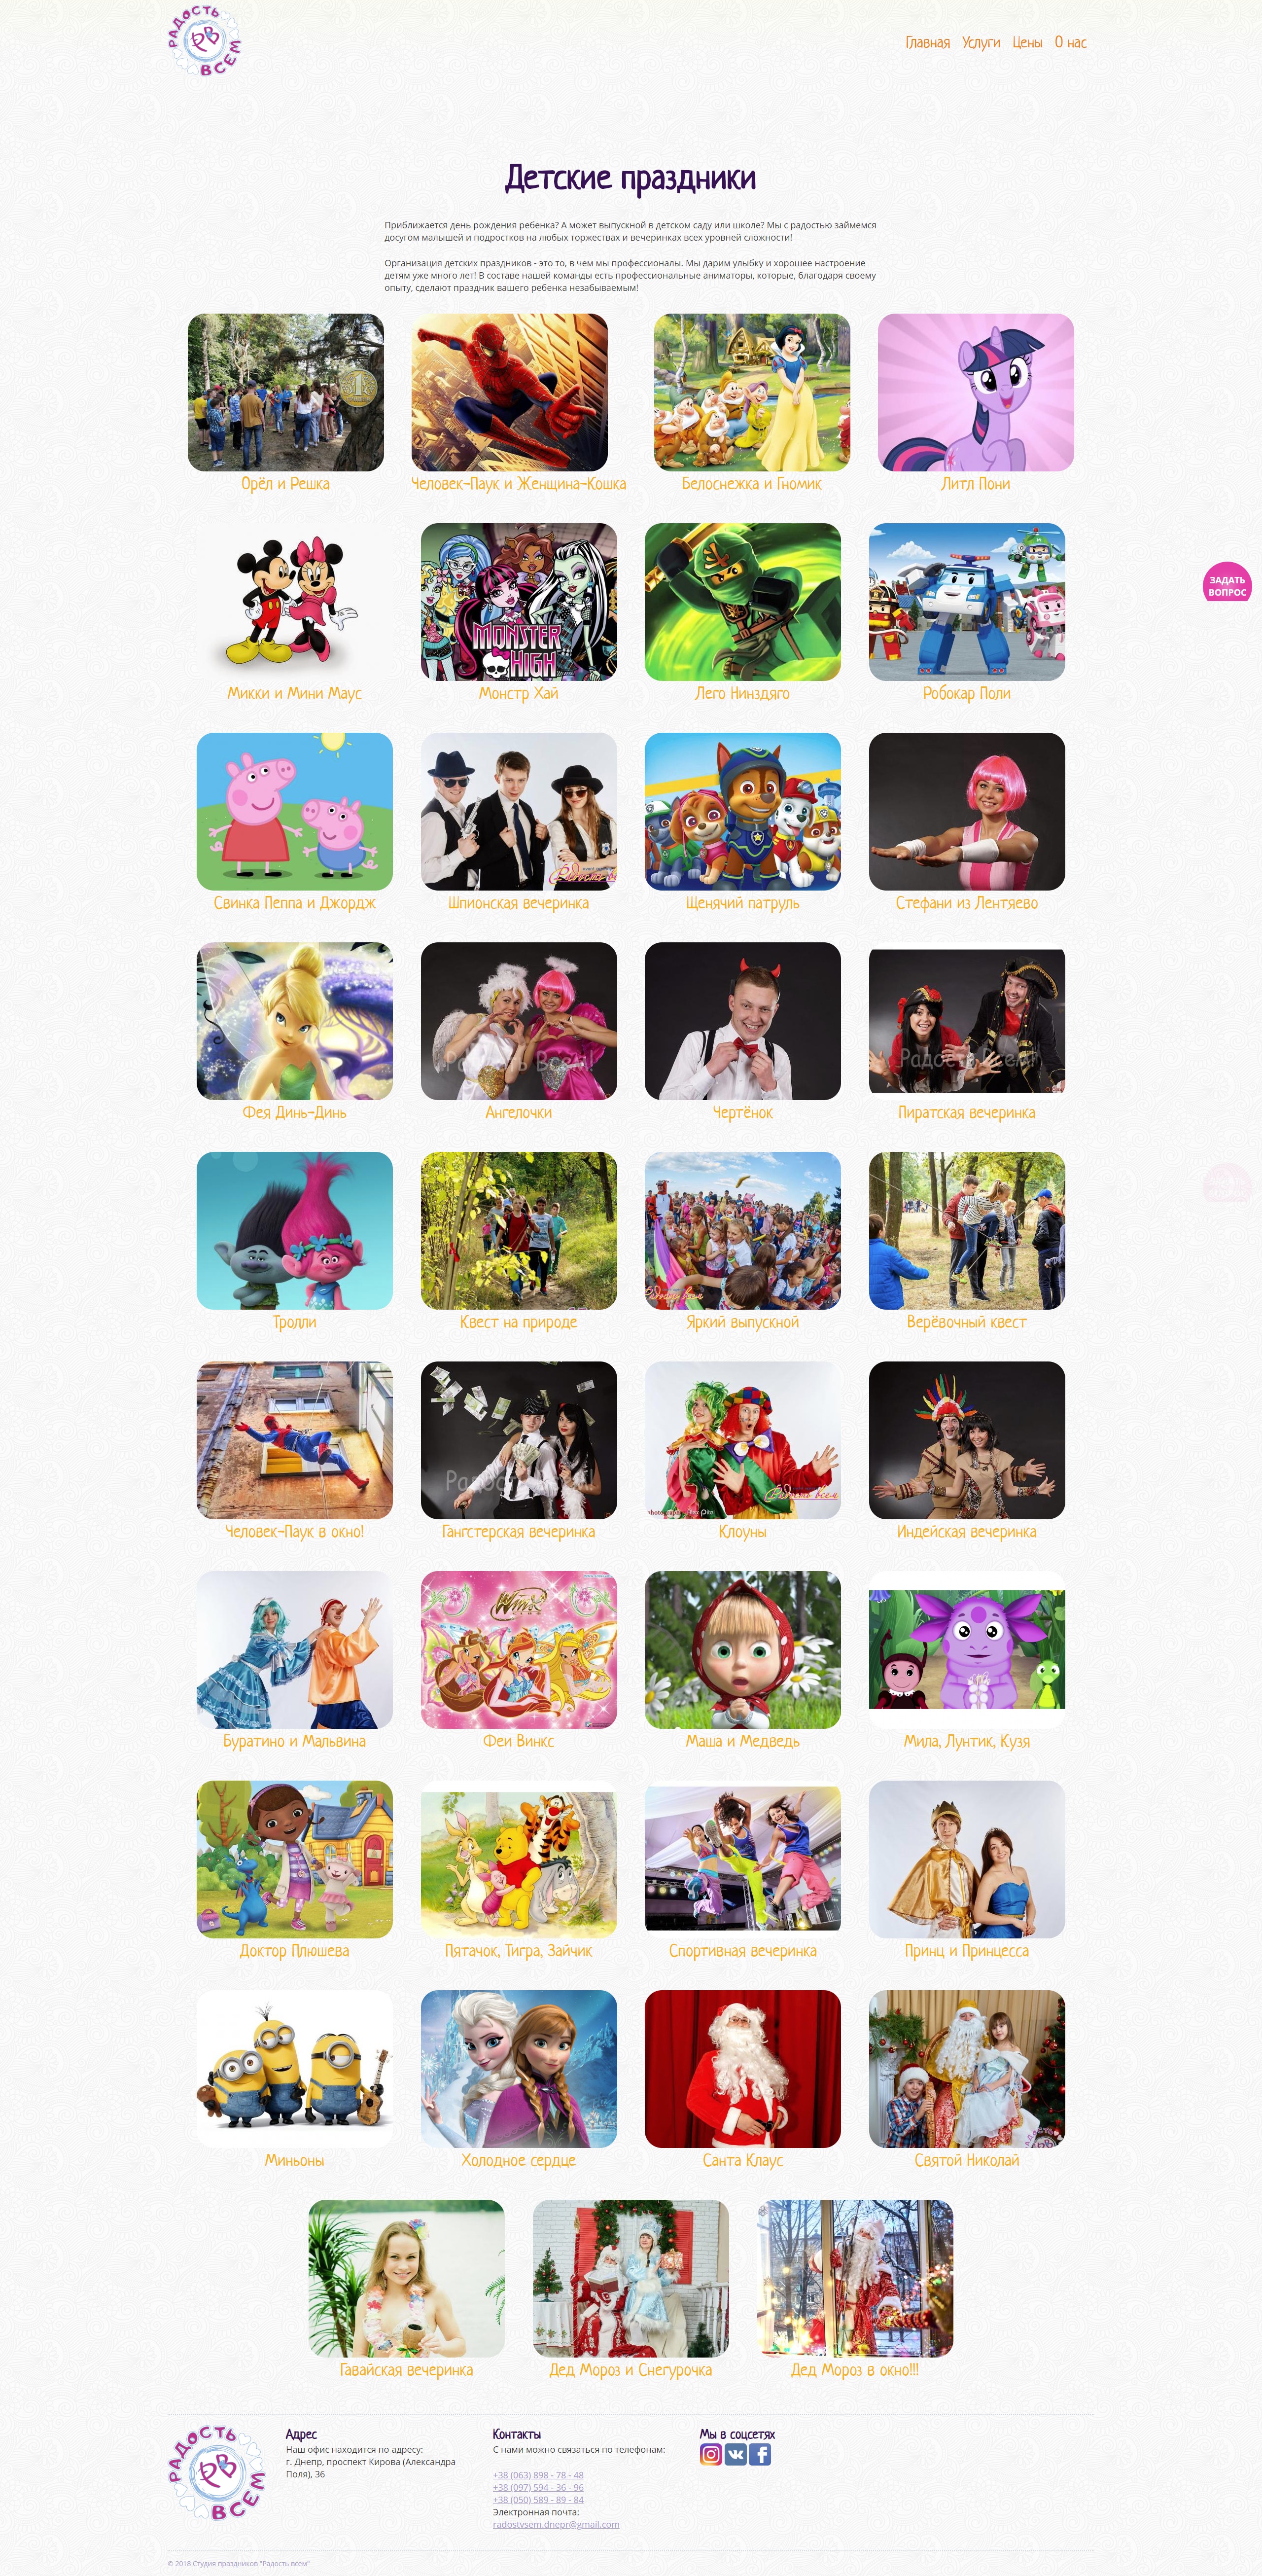 РАДОСТЬ
РВ
ВСЕМ
Главная Услуги Цены О нас
Детские праздники
Приближается день рождения ребенка? А может выпускной в детском саду или школе? Мы с радостью займемся
досугом малышей и подростков на любых торжествах и вечеринках всех уровней сложности!
Организация детских праздников - это то, в чем мы профессионалы. Мы дарим улыбку и хорошее настроение
детям уже много лет! В составе нашей команды есть профессиональные аниматоры, которые, благодаря своему
опыту, сделают праздник вашего ребенка незабываемым!
Орёл и Решка
Человек-Паук и Женщина-Кошка
Белоснежка и Гномик
Литл Пони
MONSTER
HIGH
ЗАДАТЬ
ВОПРОС
Микки и Мини Маус
Монстр Хай
Лего Ниндзяго
Робокар Поли
Свинка Пеппа и Джордж
Шпионская вечеринка
Щенячий патруль
Стефани из Лентяево
Радость Всем!
Фея Динь-Динь
Ангелочки
Чертёнок
Пиратская вечеринка
Тролли
Квест на природе
Яркий выпускной
Верёвочный квест
Человек-Паук в окно!
Гангстерская вечеринка
Клоуны
Индейская вечеринка
Winx
Буратино и Мальвина
Феи Винкс
Маша и Медведь
Мила, Лунтик, Кузя
Доктор Плюшева
Пятачок, Тигра, Зайчик
Спортивная вечеринка
Принц и Принцесса
Миньоны
Холодное сердце
Санта Клаус
Святой Николай
Гавайская вечеринка
Дед Мороз и Снегурочка
Дед Мороз в окно!!!
РАДОСТЬ
РВ
ВСЕМ
Адрес
Наш офис находится по адресу:
г. Днепр, проспект Кирова (Александра
Поля), 36
Контакты
С нами можно связаться по телефонам:
+38 (063) 898 - 78 - 48
+38 (097) 594 - 36 - 96
+38 (050) 589 - 89 - 84
Электронная почта:
radostvsem.dnepr@gmail.com
Мы в соцсетях
© 2018 Студия праздников "Радость всем"